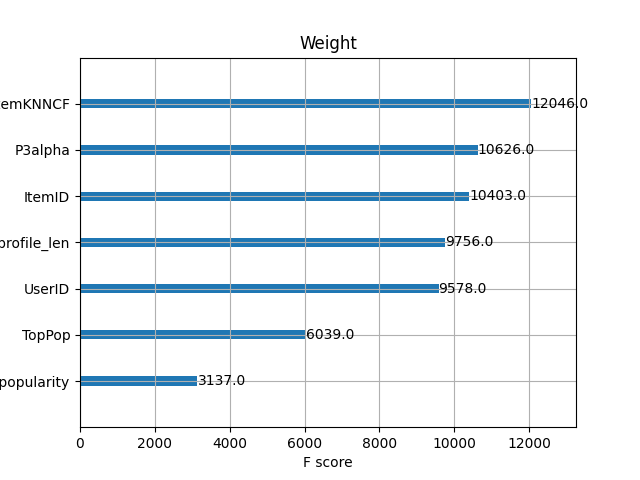 Weight
emKNNCF 12046.0
P3alpha 10626.0
ItemID 10403.0
profile_len 9756.0
UserID 9578.0
TopPop 6039.0
popularity 3137.0
0 2000 4000 6000 8000 10000 12000
F score